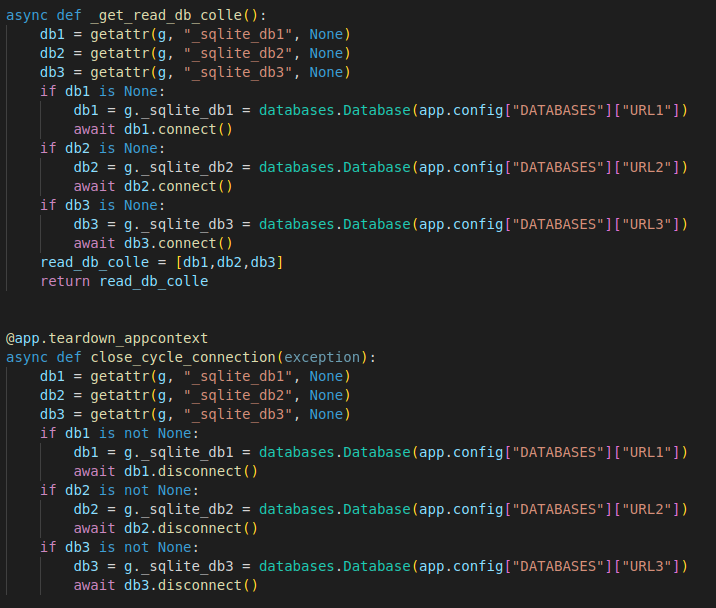 async def _get_read_db_colle():
    db1 = getattr(g, "_sqlite_db1", None)
    db2 = getattr(g, "_sqlite_db2", None)
    db3 = getattr(g, "_sqlite_db3", None)
    if db1 is None:
        db1 = g._sqlite_db1 = databases.Database(app.config["DATABASES"]["URL1"])
        await db1.connect()
    if db2 is None:
        db2 = g._sqlite_db2 = databases.Database(app.config["DATABASES"]["URL2"])
        await db2.connect()
    if db3 is None:
        db3 = g._sqlite_db3 = databases.Database(app.config["DATABASES"]["URL3"])
        await db3.connect()
    read_db_colle = [db1,db2,db3]
    return read_db_colle
@app.teardown_appcontext
async def close_cycle_connection(exception):
    db1 = getattr(g, "_sqlite_db1", None)
    db2 = getattr(g, "_sqlite_db2", None)
    db3 = getattr(g, "_sqlite_db3", None)
    if db1 is not None:
        db1 = g._sqlite_db1 = databases.Database(app.config["DATABASES"]["URL1"])
        await db1.disconnect()
    if db2 is not None:
        db2 = g._sqlite_db2 = databases.Database(app.config["DATABASES"]["URL2"])
        await db2.disconnect()
    if db3 is not None:
        db3 = g._sqlite_db3 = databases.Database(app.config["DATABASES"]["URL3"])
        await db3.disconnect()